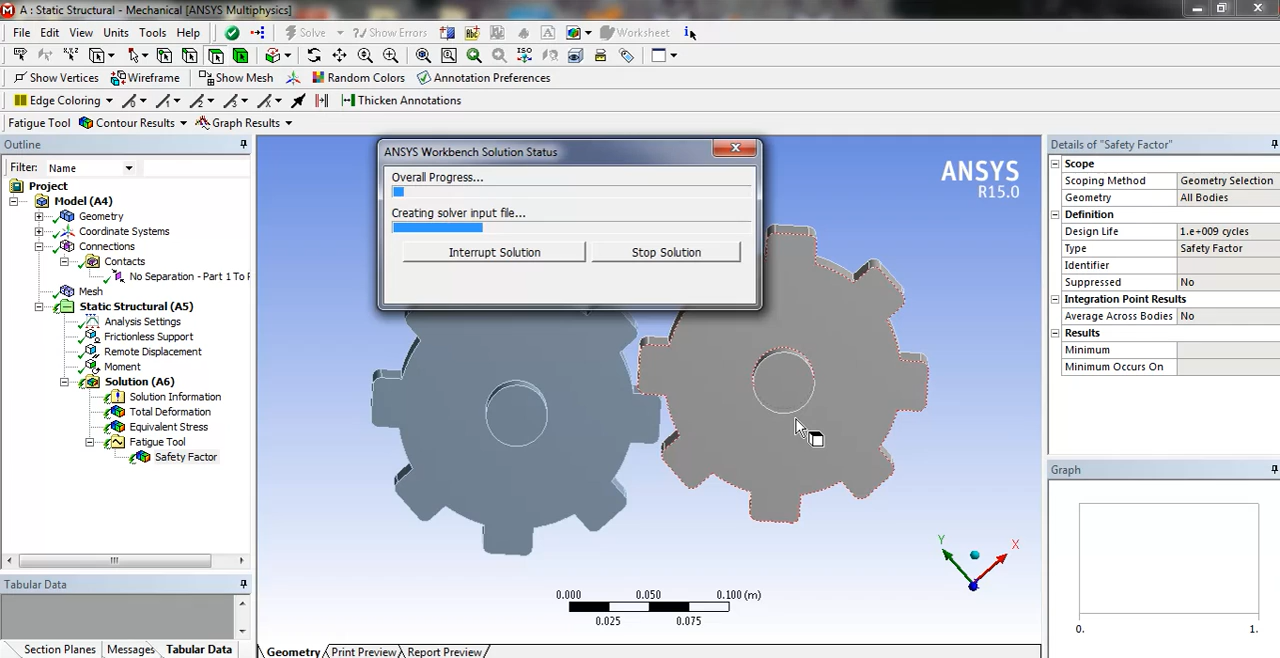 A : Static Structural - Mechanical [ANSYS Multiphysics]
File Edit View Units Tools Help Solve Show Errors Worksheet
Show Vertices Wireframe Show Mesh Random Colors Annotation Preferences
Edge Coloring Thicken Annotations
Fatigue Tool Contour Results Graph Results
Outline
Filter: Name
Project
Model (A4)
Geometry
Coordinate Systems
Connections
Contacts
No Separation - Part 1 To P
Mesh
Static Structural (A5)
Analysis Settings
Frictionless Support
Remote Displacement
Moment
Solution (A6)
Solution Information
Total Deformation
Equivalent Stress
Fatigue Tool
Safety Factor
Tabular Data
Section Planes Messages Tabular Data
ANSYS Workbench Solution Status
Overall Progress...
Creating solver input file...
Interrupt Solution Stop Solution
ANSYS
R15.0
Y X
0.000 0.050 0.100 (m)
0.025 0.075
Geometry Print Preview Report Preview
Details of "Safety Factor"
Scope
Scoping Method Geometry Selection
Geometry All Bodies
Definition
Design Life 1.e+009 cycles
Type Safety Factor
Identifier
Suppressed No
Integration Point Results
Average Across Bodies No
Results
Minimum
Minimum Occurs On
Graph
0. 1.